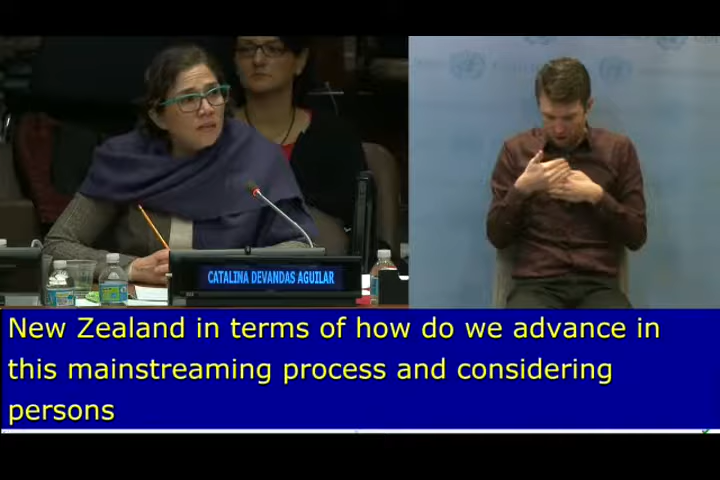 CATALINA DEVANDAS AGUILAR
New Zealand in terms of how do we advance in
this mainstreaming process and considering
persons